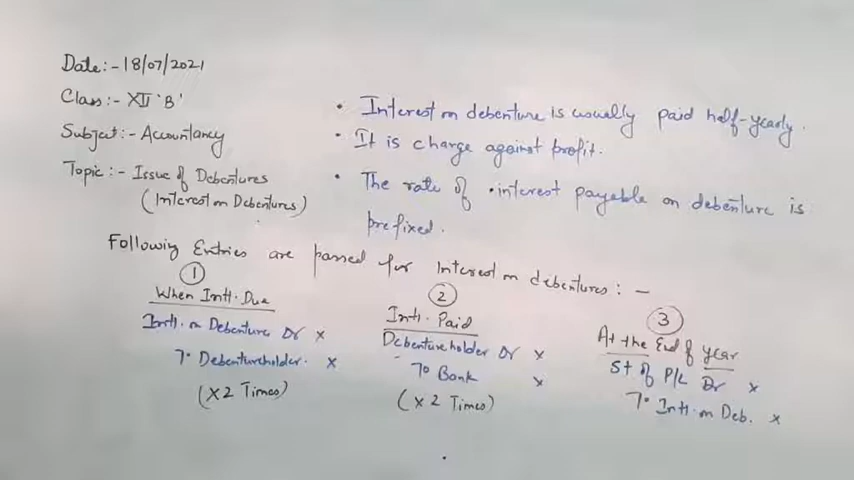 Date:- 18/07/2021
Class:- XII 'B'
Subject:- Accountancy
Topic:- Issue of Debentures
(Interest on Debentures)
• Interest on debenture is usually paid half-yearly.
• It is charge against profit.
• The rate of interest payable on debenture is
prefixed.
Following Entries are passed for Interest on debentures: -
1
When Intt. Due
Intt. on Debenture Dr x
To Debentureholder. x
(x2 Times)
2
Intt. Paid
Debentureholder Dr x
To Bank x
(x2 Times)
3
At the End of year
St of P/L Dr x
To Intt. on Deb. x